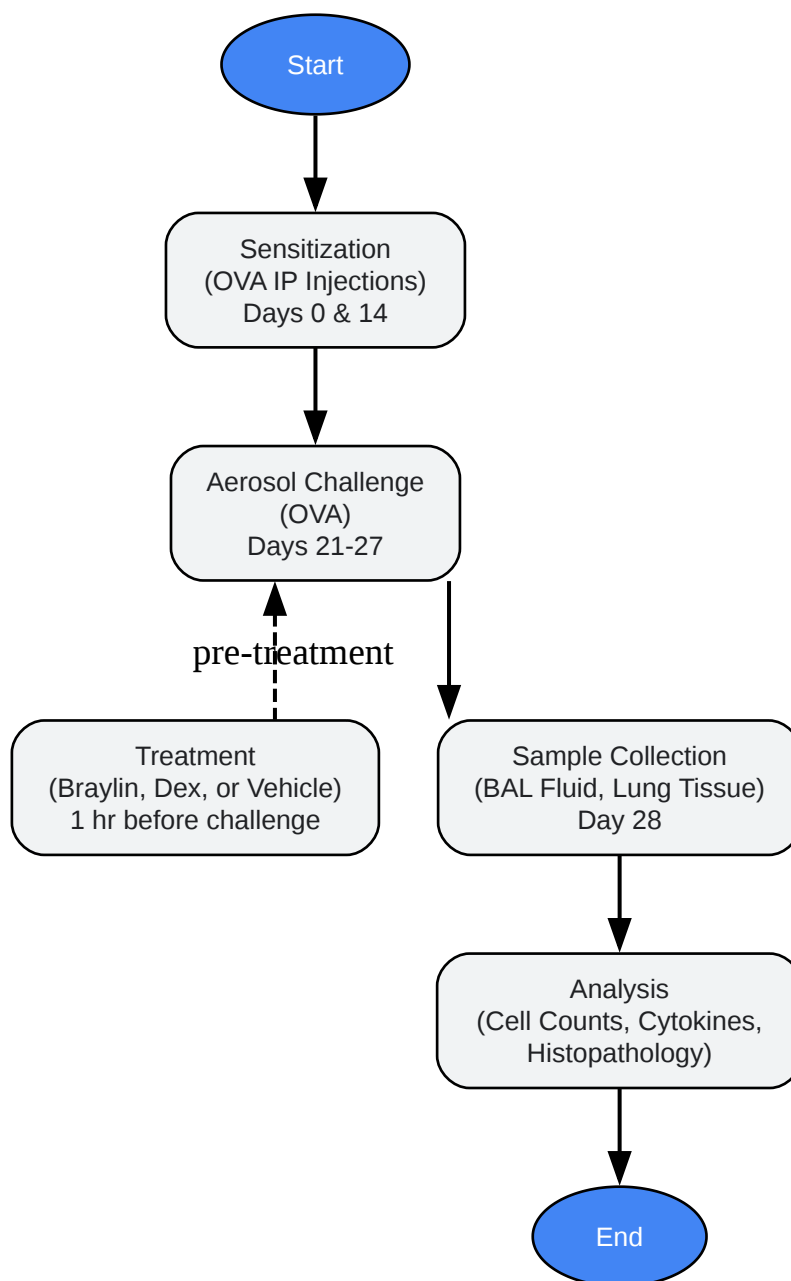 Start
Sensitization
(OVA IP Injections)
Days 0 & 14
Aerosol Challenge
(OVA)
Days 21-27
pre-treatment
Treatment
(Braylin, Dex, or Vehicle)
1 hr before challenge
Sample Collection
(BAL Fluid, Lung Tissue)
Day 28
Analysis
(Cell Counts, Cytokines,
Histopathology)
End